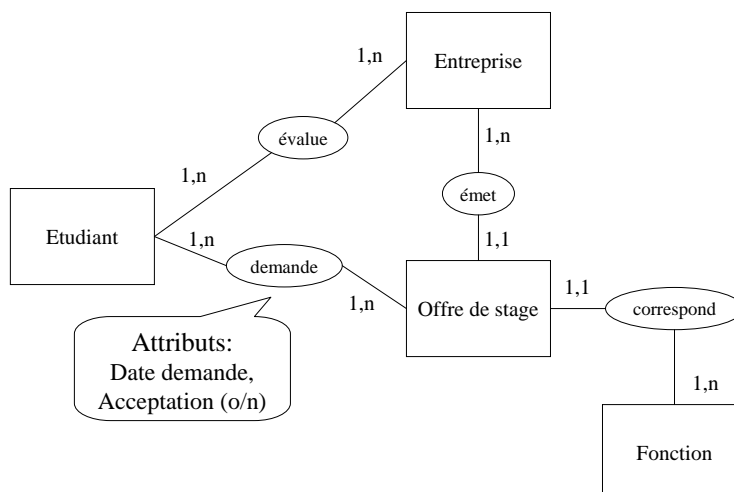 1,n
Entreprise
évalue
1,n
1,n
émet
Etudiant
1,n
demande
1,n
1,1
Offre de stage
1,1
correspond
Attributs:
Date demande,
Acceptation (o/n)
1,n
Fonction